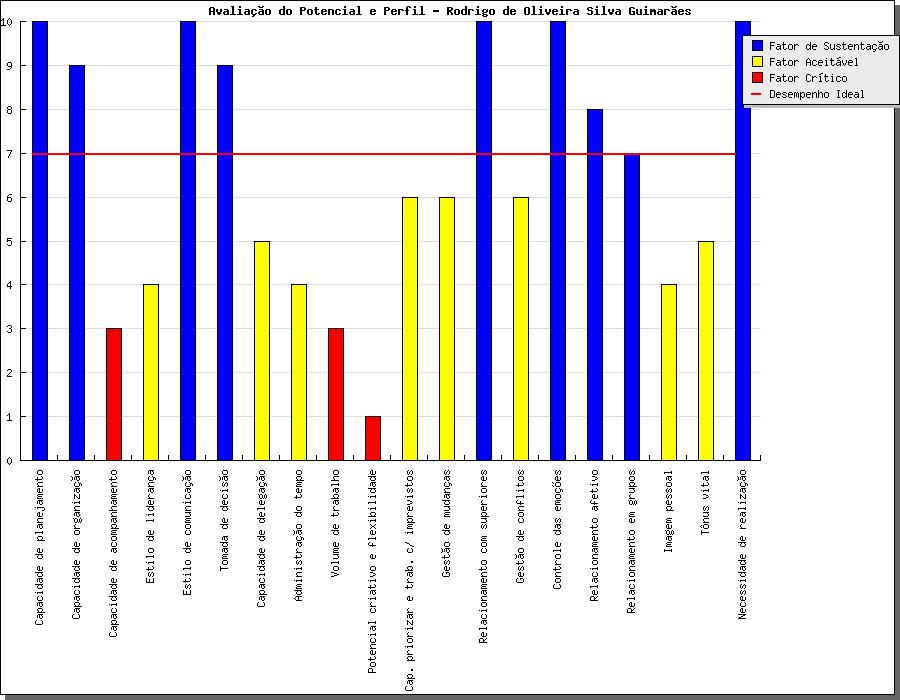 Avaliação do Potencial e Perfil - Rodrigo de Oliveira Silva Guimarães
10
9
8
7
6
5
4
3
2
1
0
Fator de Sustentação
Fator Aceitável
Fator Crítico
Desempenho Ideal
Capacidade de planejamento
Capacidade de organização
Capacidade de acompanhamento
Estilo de liderança
Estilo de comunicação
Tomada de decisão
Capacidade de delegação
Administração do tempo
Volume de trabalho
Potencial criativo e flexibilidade
Cap. priorizar e trab. c/ imprevistos
Gestão de mudanças
Relacionamento com superiores
Gestão de conflitos
Controle das emoções
Relacionamento afetivo
Relacionamento em grupos
Imagem pessoal
Tônus vital
Necessidade de realização